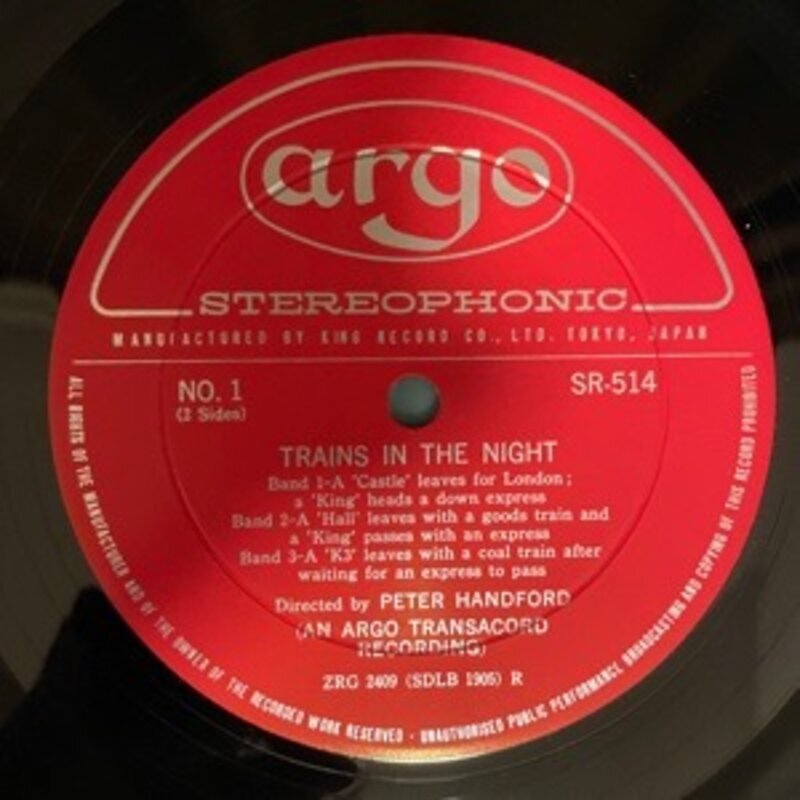 argo
STEREOPHONIC
MANUFACTURED BY KING RECORD CO., LTD. TOKYO, JAPAN
NO. 1
(2 Sides)
SR-514
TRAINS IN THE NIGHT
Band 1-A 'Castle' leaves for London;
a 'King' heads a down express
Band 2-A 'Hall' leaves with a goods train and
a 'King' passes with an express
Band 3-A 'K3' leaves with a coal train after
waiting for an express to pass
Directed by PETER HANDFORD
(AN ARGO TRANSACORD
RECORDING)
ZRG 2409 (SDLB 1905) R
ALL RIGHTS OF THE MANUFACTURER AND OF THE OWNER OF THE RECORDED WORK RESERVED · UNAUTHORISED PUBLIC PERFORMANCE BROADCASTING AND COPYING OF THIS RECORD PROHIBITED